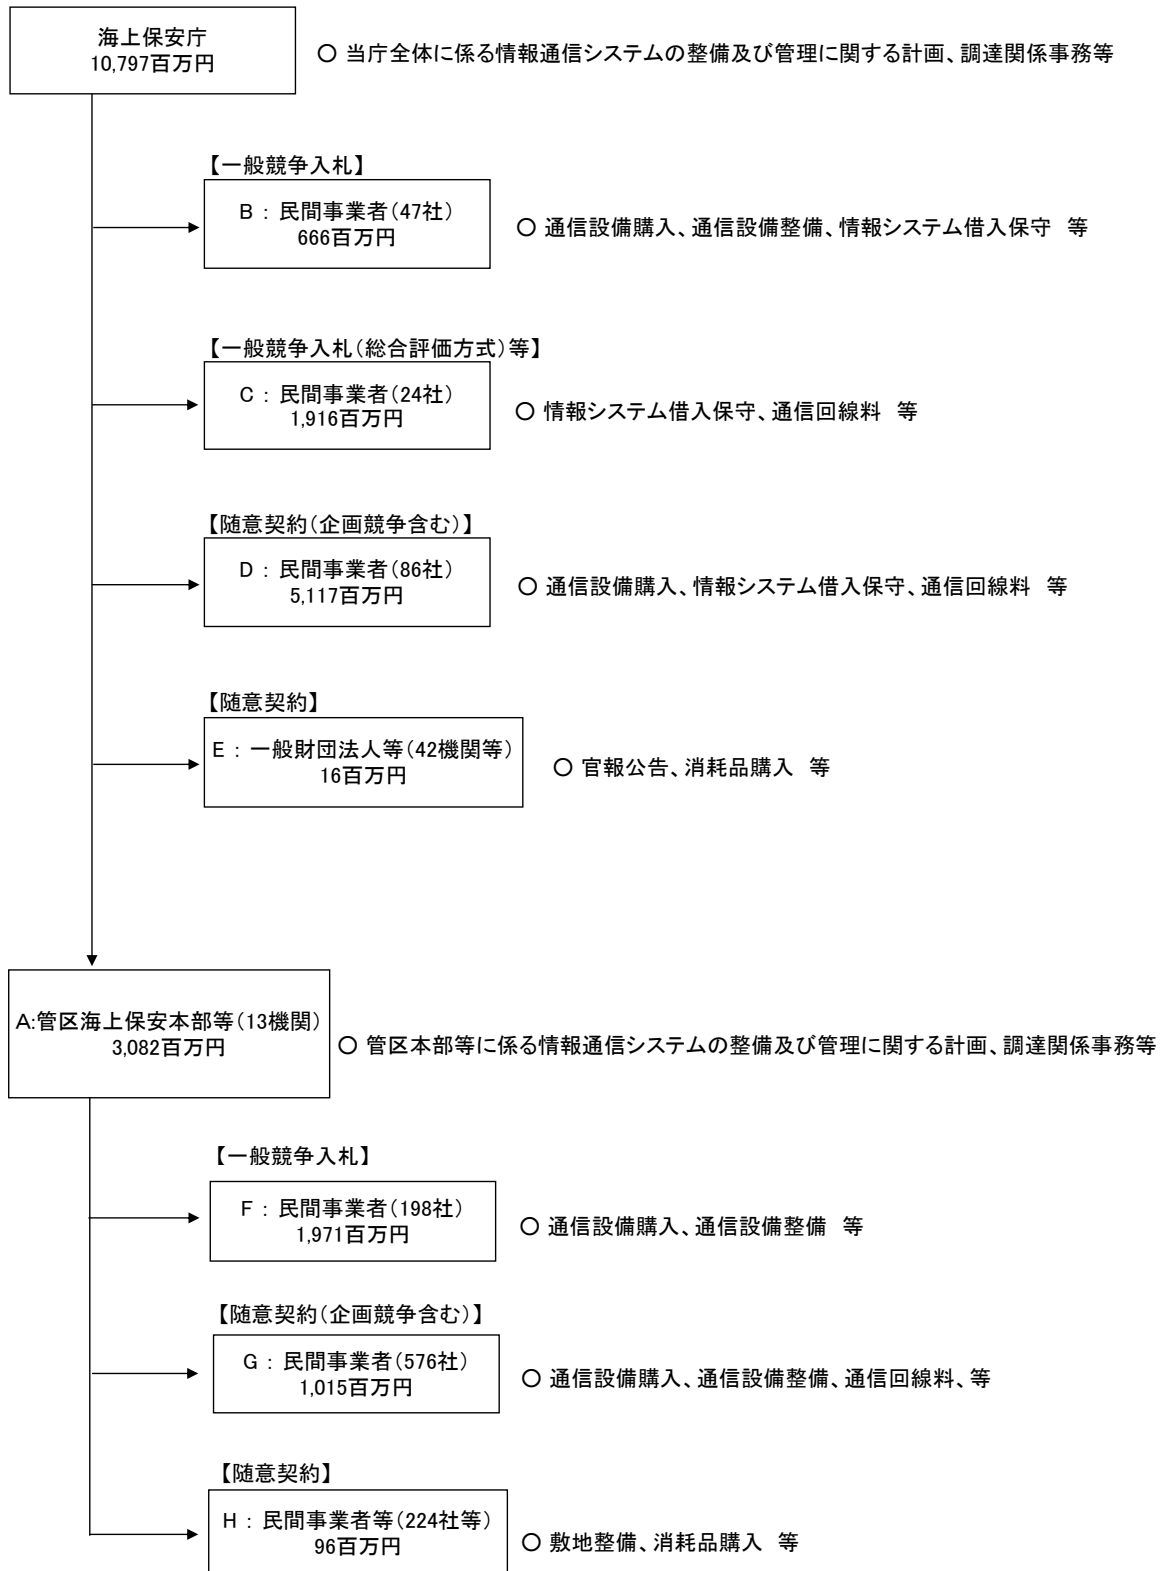 海上保安庁
10,797百万円
○ 当庁全体に係る情報通信システムの整備及び管理に関する計画、調達関係事務等
【一般競争入札】
B : 民間事業者(47社)
666百万円
○ 通信設備購入、通信設備整備、情報システム借入保守 等
【一般競争入札(総合評価方式)等】
C : 民間事業者(24社)
1,916百万円
○ 情報システム借入保守、通信回線料 等
【随意契約(企画競争含む)】
D : 民間事業者(86社)
5,117百万円
○ 通信設備購入、情報システム借入保守、通信回線料 等
【随意契約】
E : 一般財団法人等(42機関等)
16百万円
○ 官報公告、消耗品購入 等
A:管区海上保安本部等(13機関)
3,082百万円
○ 管区本部等に係る情報通信システムの整備及び管理に関する計画、調達関係事務等
【一般競争入札】
F : 民間事業者(198社)
1,971百万円
○ 通信設備購入、通信設備整備 等
【随意契約(企画競争含む)】
G : 民間事業者(576社)
1,015百万円
○ 通信設備購入、通信設備整備、通信回線料、等
【随意契約】
H : 民間事業者等(224社等)
96百万円
○ 敷地整備、消耗品購入 等